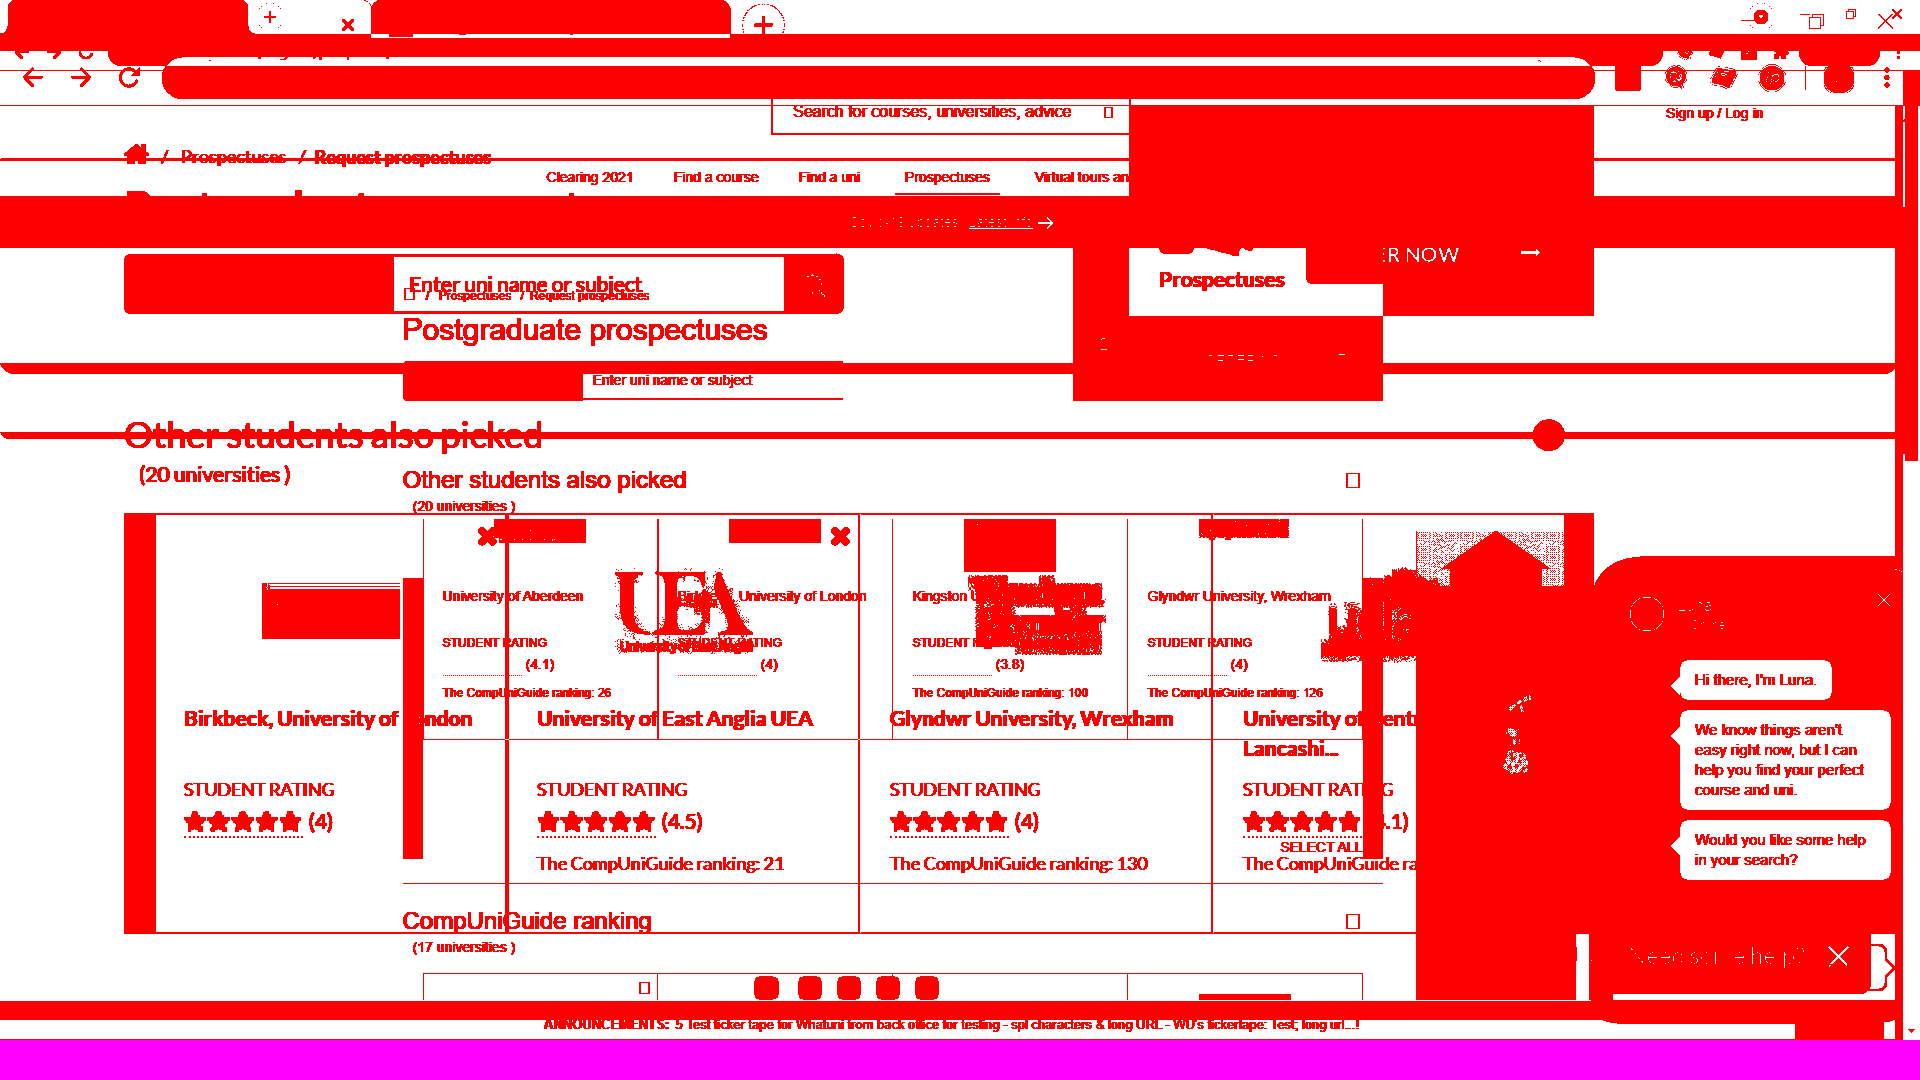 Search for courses, universities, advice
Sign up / Log in
/ Prospectuses / Request prospectuses
Clearing 2021 Find a course Find a uni Prospectuses Virtual tours an
ER NOW
Prospectuses
Enter uni name or subject
/ Prospectuses / Request prospectuses
Postgraduate prospectuses
Enter uni name or subject
Other students also picked
(20 universities )
Other students also picked
(20 universities )
UEA
University of East Anglia
University of Aberdeen
University of London
Kingston
Glyndwr University, Wrexham
STUDENT RATING
STUDENT RATING
STUDENT
STUDENT RATING
(4.1)
(4)
(3.8)
(4)
The CompUniGuide ranking: 26
The CompUniGuide ranking: 100
The CompUniGuide ranking: 126
Birkbeck, University of ondon
University of East Anglia UEA
Glyndwr University, Wrexham
University of entr
Lancashi...
STUDENT RATING
STUDENT RATING
STUDENT RATING
STUDENT RATING
(4)
(4.5)
(4)
.1)
SELECT ALL
The CompUniGuide ranking: 21
The CompUniGuide ranking: 130
The CompUniGuide ra
CompUniGuide ranking
(17 universities )
Hi there, I'm Luna.
We know things aren't
easy right now, but I can
help you find your perfect
course and uni.
Would you like some help
in your search?
Need some help?
ANNOUNCEMENTS: 5 Test ticker tape for Whatuni from back office for testing - spl characters & long URL - WU's tickertape: Test; long url...!